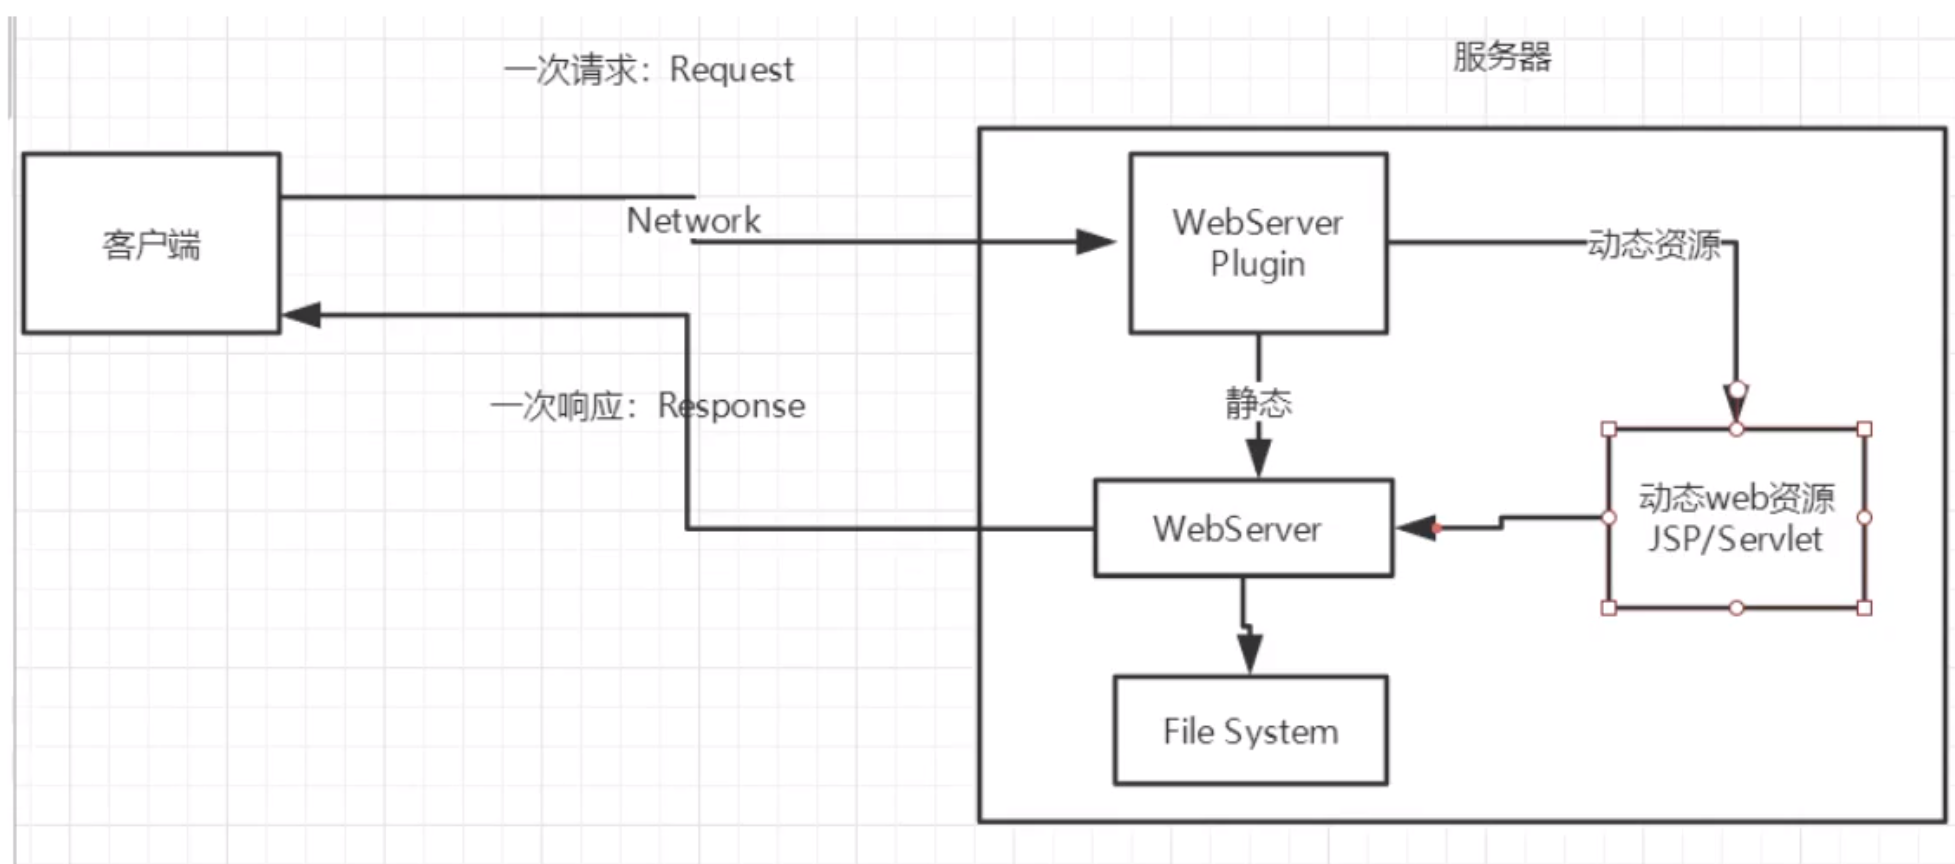 一次请求：Request
服务器
客户端
Network
WebServer
Plugin
动态资源
一次响应：Response
静态
WebServer
动态web资源
JSP/Servlet
File System